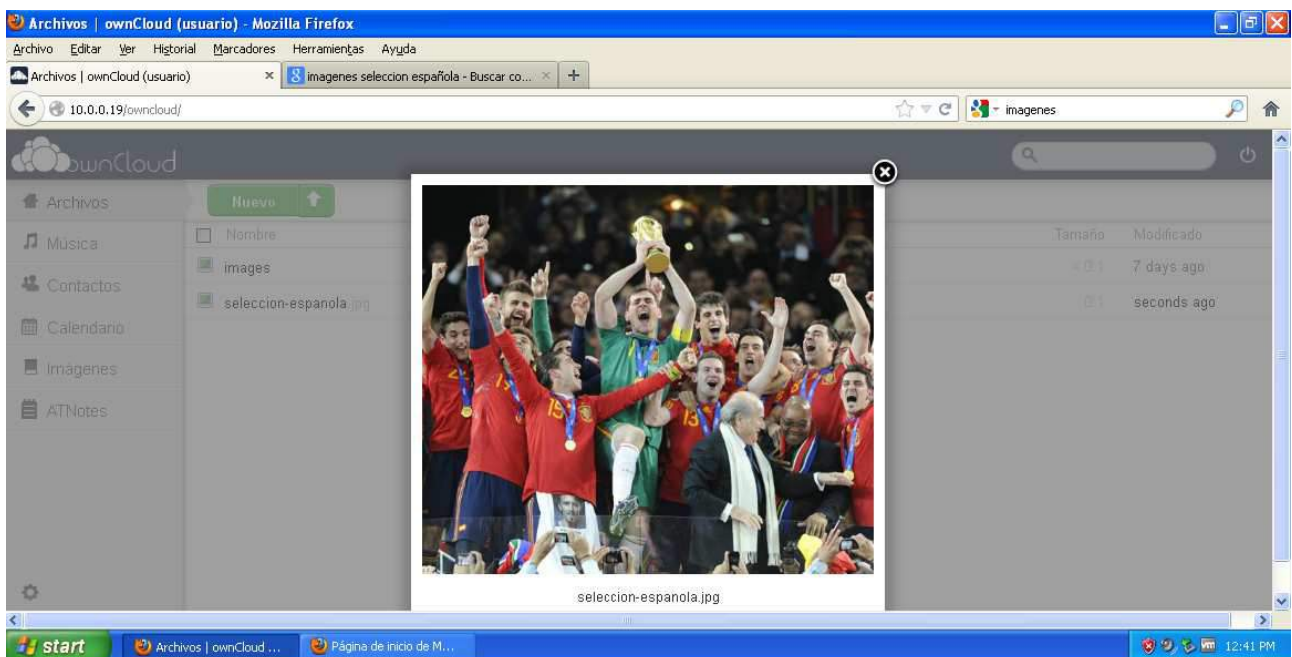 Archivos | ownCloud (usuario) - Mozilla Firefox
Archivo Editar Ver Historial Marcadores Herramientas Ayuda
Archivos | ownCloud (usuario) × imagenes seleccion española - Buscar co... × +
10.0.0.19/owncloud/ imagenes
ownCloud
Archivos Nuevo
Nombre Tamaño Modificado
Música
images 7 days ago
Contactos
seleccion-espanola.jpg seconds ago
Calendario
Imágenes
ATNotes
15
13
seleccion-espanola.jpg
start Archivos | ownCloud ... Página de inicio de M... 12:41 PM